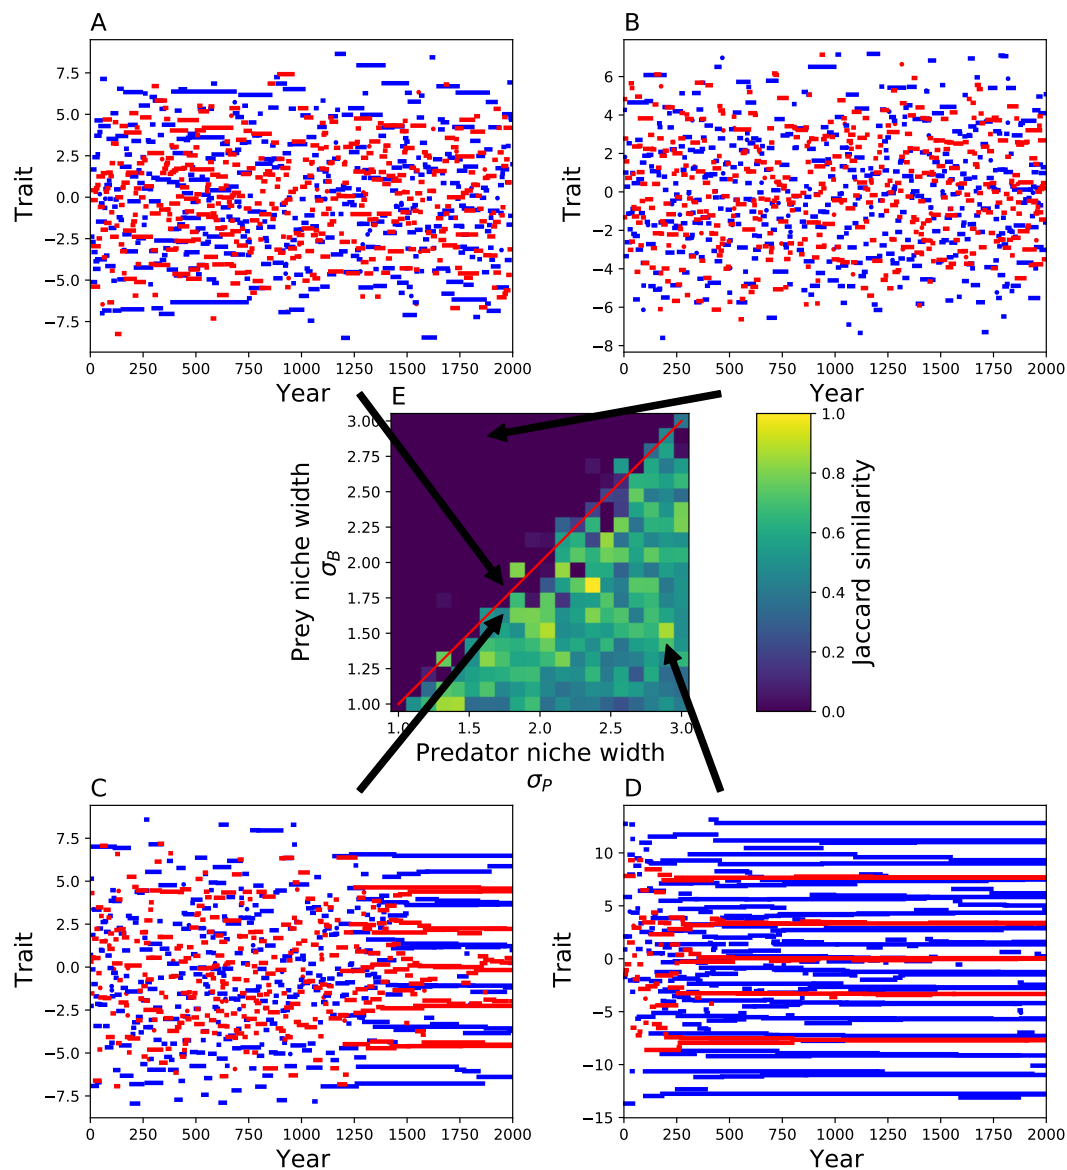 A
7.5
5.0
2.5
0.0
−2.5
−5.0
−7.5
Trait
0 250 500 750 1000 1250 1500 1750 2000
Year
B
6
4
2
0
−2
−4
−6
−8
Trait
0 250 500 750 1000 1250 1500 1750 2000
Year
E
3.00
2.75
2.50
2.25
2.00
1.75
1.50
1.25
1.00
Prey niche width
σB
1.0 1.5 2.0 2.5 3.0
Predator niche width
σP
1.0
0.8
0.6
0.4
0.2
0.0
Jaccard similarity
C
7.5
5.0
2.5
0.0
−2.5
−5.0
−7.5
Trait
0 250 500 750 1000 1250 1500 1750 2000
Year
D
10
5
0
−5
−10
−15
Trait
0 250 500 750 1000 1250 1500 1750 2000
Year